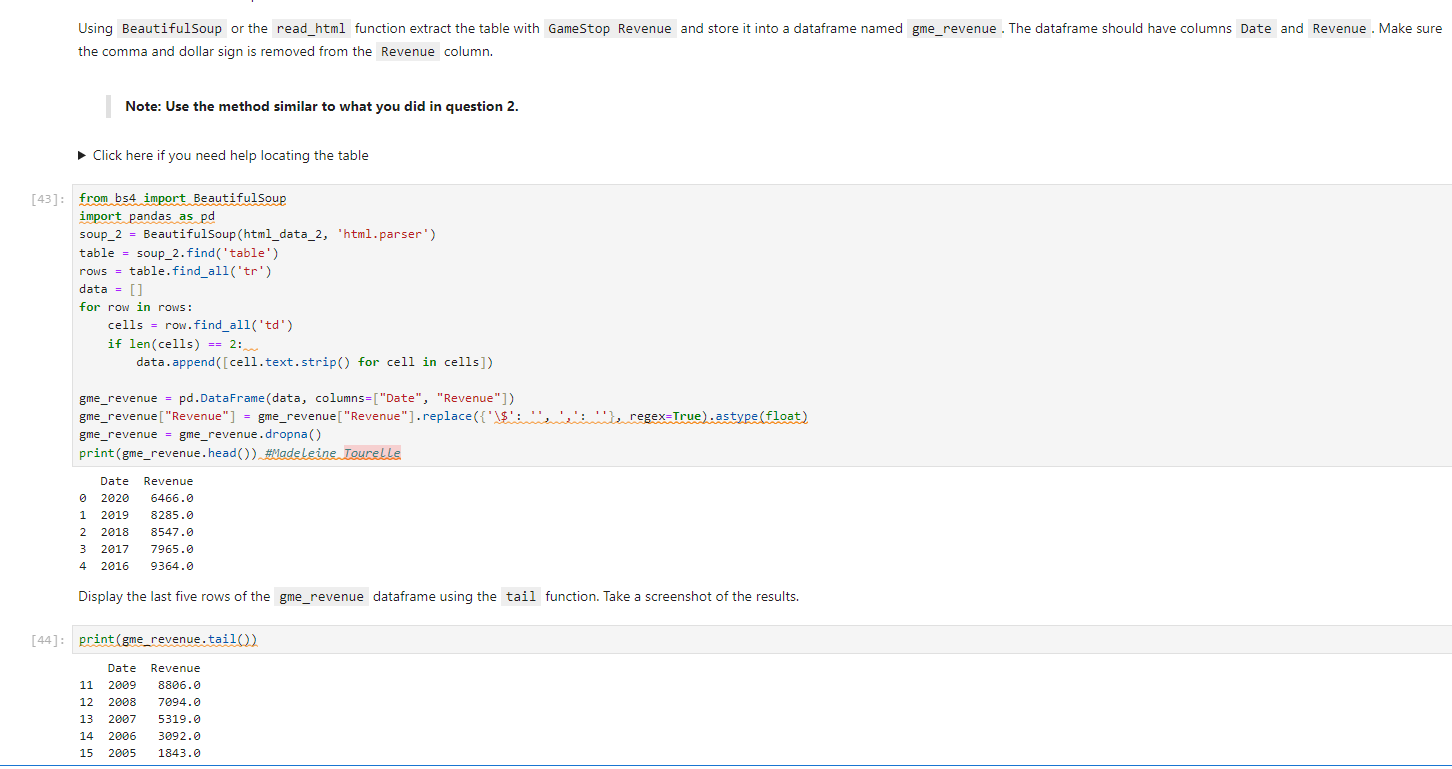 Using BeautifulSoup or the read_html function extract the table with GameStop Revenue and store it into a dataframe named gme_revenue. The dataframe should have columns Date and Revenue. Make sure
the comma and dollar sign is removed from the Revenue column.
Note: Use the method similar to what you did in question 2.
▶ Click here if you need help locating the table
[43]:
from bs4 import BeautifulSoup
import pandas as pd
soup_2 = BeautifulSoup(html_data_2, 'html.parser')
table = soup_2.find('table')
rows = table.find_all('tr')
data = []
for row in rows:
    cells = row.find_all('td')
    if len(cells) == 2:
        data.append([cell.text.strip() for cell in cells])
gme_revenue = pd.DataFrame(data, columns=["Date", "Revenue"])
gme_revenue["Revenue"] = gme_revenue["Revenue"].replace({'\$': '', ',': ''}, regex=True).astype(float)
gme_revenue = gme_revenue.dropna()
print(gme_revenue.head()) #Madeleine Tourelle
Date Revenue
0 2020 6466.0
1 2019 8285.0
2 2018 8547.0
3 2017 7965.0
4 2016 9364.0
Display the last five rows of the gme_revenue dataframe using the tail function. Take a screenshot of the results.
[44]:
print(gme_revenue.tail())
Date Revenue
11 2009 8806.0
12 2008 7094.0
13 2007 5319.0
14 2006 3092.0
15 2005 1843.0